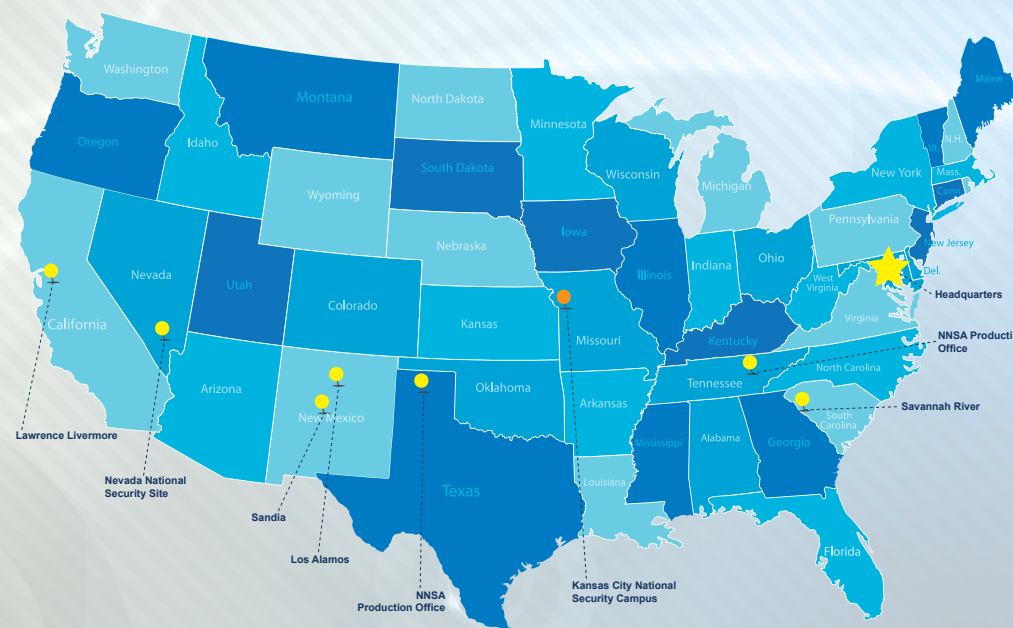 Washington
Montana
North Dakota
Minnesota
Maine
Oregon
Idaho
South Dakota
Wisconsin
Michigan
New York
Vt.
N.H.
Mass.
Conn
Wyoming
Nebraska
Iowa
Pennsylvania
New Jersey
Nevada
Utah
Colorado
Kansas
Missouri
Illinois
Indiana
Ohio
West
Virginia
Del.
Virginia
Headquarters
California
Kentucky
NNSA Producti
Office
Arizona
New Mexico
Oklahoma
Arkansas
Tennessee
North Carolina
South
Carolina
Savannah River
Texas
Louisiana
Mississippi
Alabama
Georgia
Florida
Lawrence Livermore
Nevada National
Security Site
Sandia
Los Alamos
NNSA
Production Office
Kansas City National
Security Campus